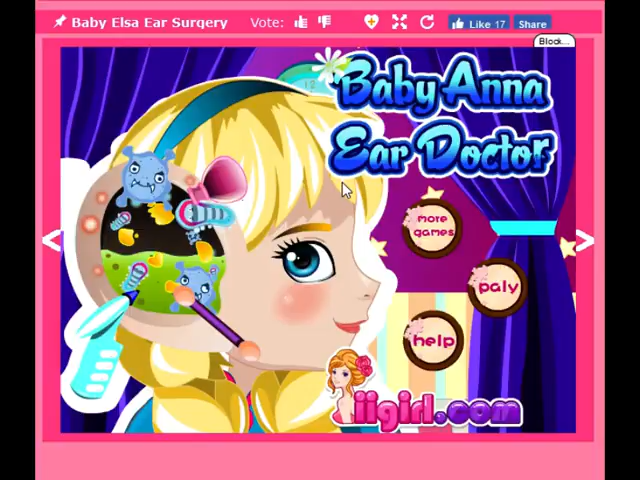 Baby Elsa Ear Surgery
Vote:
Like 17
Share
Block...
12
Baby Anna
Ear Doctor
more
games
paly
help
iigirl.com